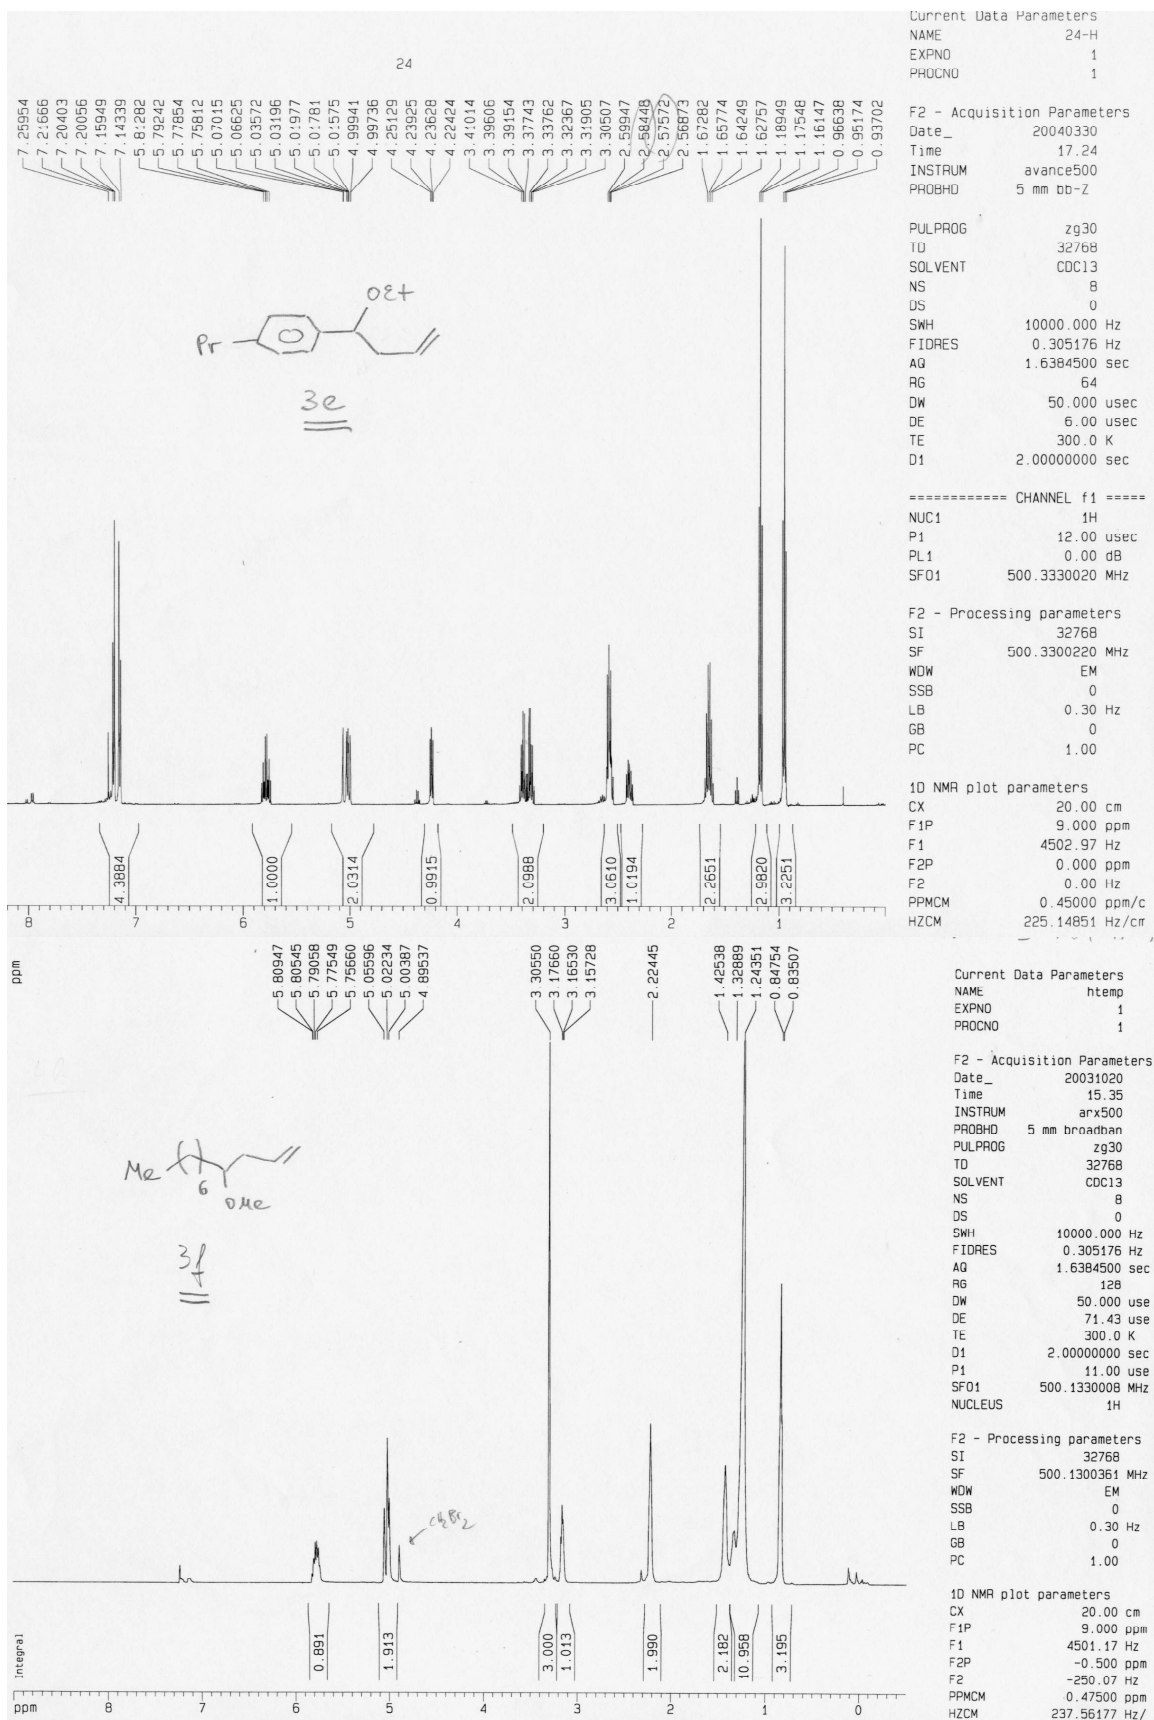 Current Data Parameters
NAME 24-H
EXPNO 1
PROCNO 1
24
7.25954
7.21666
7.20403
7.20056
7.15949
7.14339
5.81282
5.79242
5.77854
5.75812
5.07015
5.06625
5.03572
5.03196
5.01977
5.01781
5.01575
4.99941
4.99736
4.25129
4.23925
4.23628
4.22424
3.41014
3.39606
3.39154
3.37743
3.33762
3.32367
3.31905
3.30507
2.59947
2.58448
2.57572
2.56873
1.67282
1.65774
1.64249
1.62757
1.18949
1.17548
1.16147
0.96638
0.95174
0.93702
F2 - Acquisition Parameters
Date_ 20040330
Time 17.24
INSTRUM avance500
PROBHD 5 mm bb-Z
PULPROG zg30
TD 32768
SOLVENT CDCl3
NS 8
DS 0
SWH 10000.000 Hz
FIDRES 0.305176 Hz
AQ 1.6384500 sec
RG 64
DW 50.000 usec
DE 6.00 usec
TE 300.0 K
D1 2.00000000 sec
============ CHANNEL f1 =====
NUC1 1H
P1 12.00 usec
PL1 0.00 dB
SFO1 500.3330020 MHz
F2 - Processing parameters
SI 32768
SF 500.3300220 MHz
WDW EM
SSB 0
LB 0.30 Hz
GB 0
PC 1.00
1D NMR plot parameters
CX 20.00 cm
F1P 9.000 ppm
F1 4502.97 Hz
F2P 0.000 ppm
F2 0.00 Hz
PPMCM 0.45000 ppm/c
HZCM 225.14851 Hz/cm
OEt
Pr
3e
4.3884
1.0000
2.0314
0.9915
2.0988
3.0610
1.0194
2.2651
2.9820
3.2251
8 7 6 5 4 3 2 1
ppm
5.80947
5.80545
5.79058
5.77549
5.75660
5.05596
5.02234
5.00387
4.89537
3.30550
3.17660
3.16530
3.15728
2.22445
1.42538
1.32889
1.24351
0.84754
0.83507
Current Data Parameters
NAME htemp
EXPNO 1
PROCNO 1
F2 - Acquisition Parameters
Date_ 20031020
Time 15.35
INSTRUM arx500
PROBHD 5 mm broadban
PULPROG zg30
TD 32768
SOLVENT CDCl3
NS 8
DS 0
SWH 10000.000 Hz
FIDRES 0.305176 Hz
AQ 1.6384500 sec
RG 128
DW 50.000 use
DE 71.43 use
TE 300.0 K
D1 2.00000000 sec
P1 11.00 use
SFO1 500.1330008 MHz
NUCLEUS 1H
F2 - Processing parameters
SI 32768
SF 500.1300361 MHz
WDW EM
SSB 0
LB 0.30 Hz
GB 0
PC 1.00
1D NMR plot parameters
CX 20.00 cm
F1P 9.000 ppm
F1 4501.17 Hz
F2P -0.500 ppm
F2 -250.07 Hz
PPMCM 0.47500 ppm
HZCM 237.56177 Hz/
Me
6
OMe
3f
CH2Br2
Integral
0.891
1.913
3.000
1.013
1.990
2.182
10.958
3.195
ppm 7 6 5 4 3 2 1 0